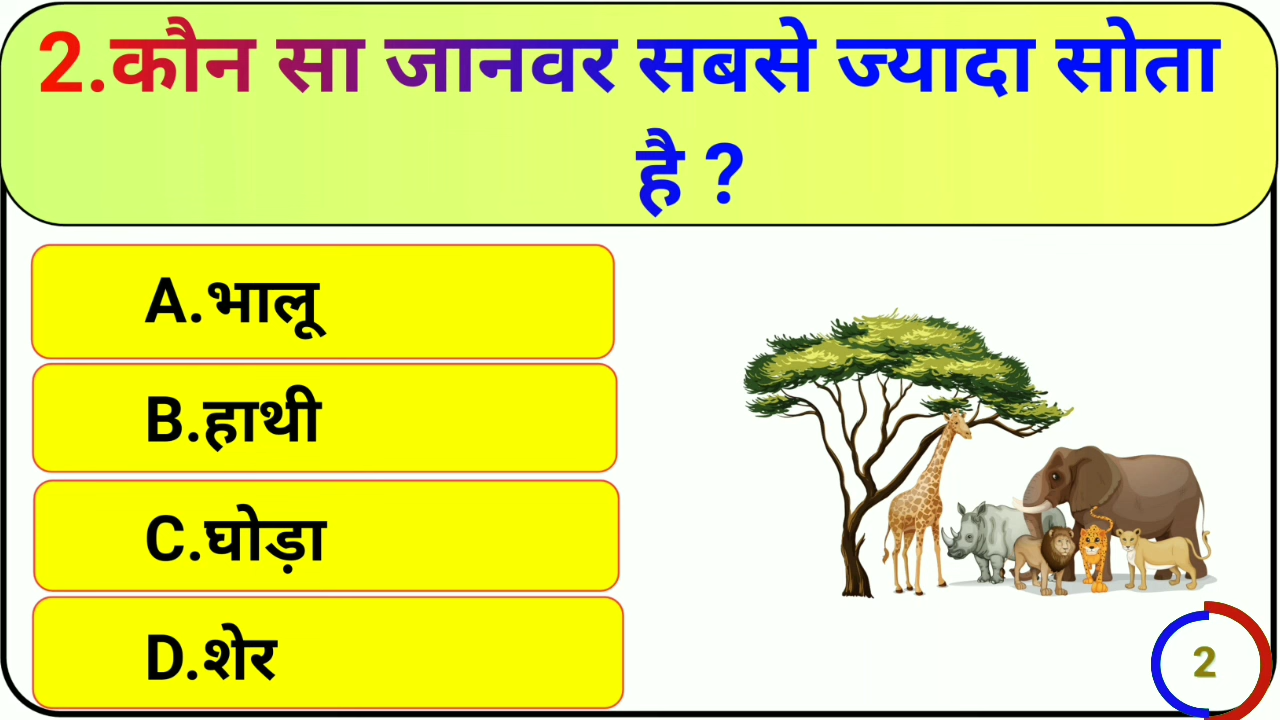 2.कौन सा जानवर सबसे ज्यादा सोता
है ?
A.भालू
B.हाथी
C.घोड़ा
D.शेर
2